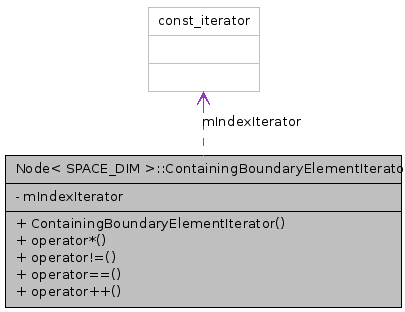 const_iterator
mIndexIterator
Node< SPACE_DIM >::ContainingBoundaryElementIterato
- mIndexIterator
+ ContainingBoundaryElementIterator()
+ operator*()
+ operator!=()
+ operator==()
+ operator++()